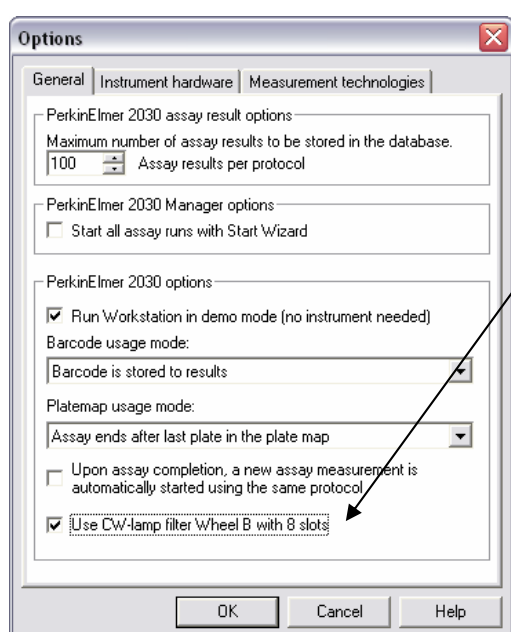 Options
General
Instrument hardware
Measurement technologies
PerkinElmer 2030 assay result options
Maximum number of assay results to be stored in the database.
100 Assay results per protocol
PerkinElmer 2030 Manager options
Start all assay runs with Start Wizard
PerkinElmer 2030 options
Run Workstation in demo mode (no instrument needed)
Barcode usage mode:
Barcode is stored to results
Platemap usage mode:
Assay ends after last plate in the plate map
Upon assay completion, a new assay measurement is
automatically started using the same protocol
Use CW-lamp filter Wheel B with 8 slots
OK
Cancel
Help